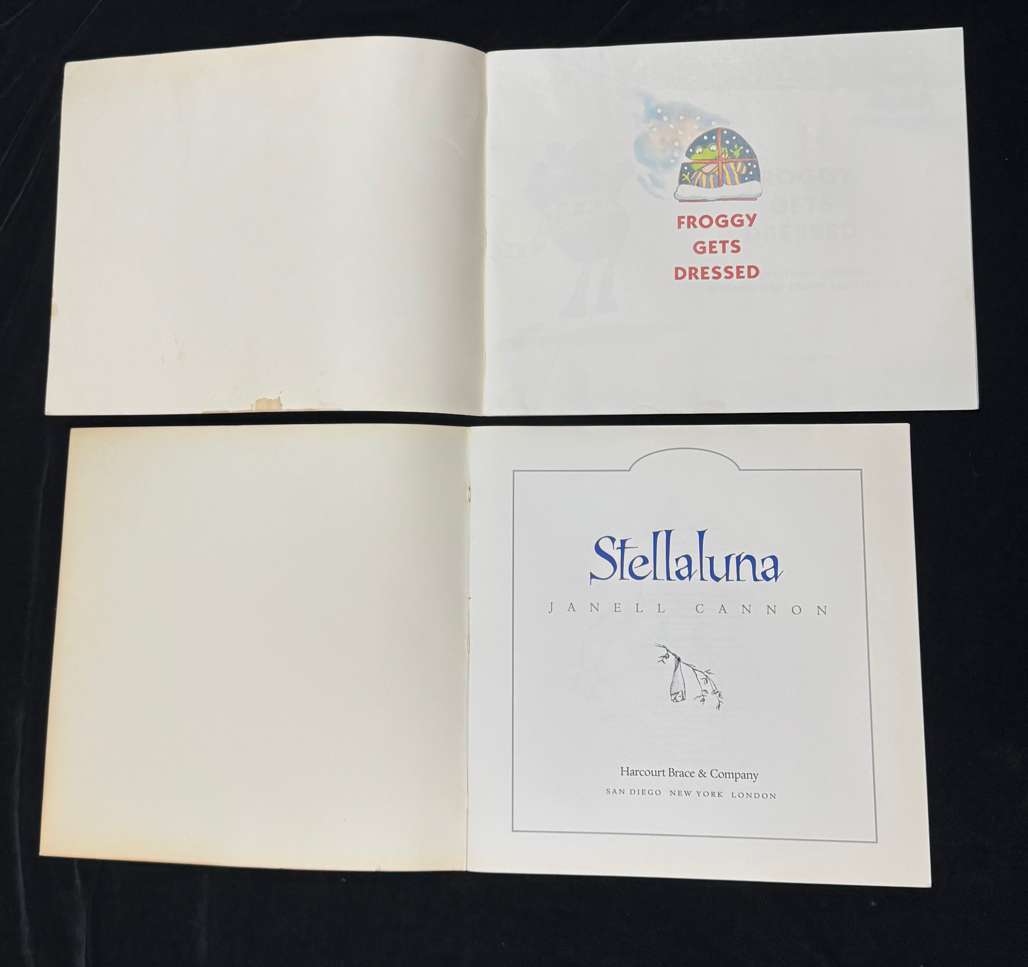 FROGGY
GETS
DRESSED
Stellaluna
JANELL CANNON
Harcourt Brace & Company
SAN DIEGO NEW YORK LONDON